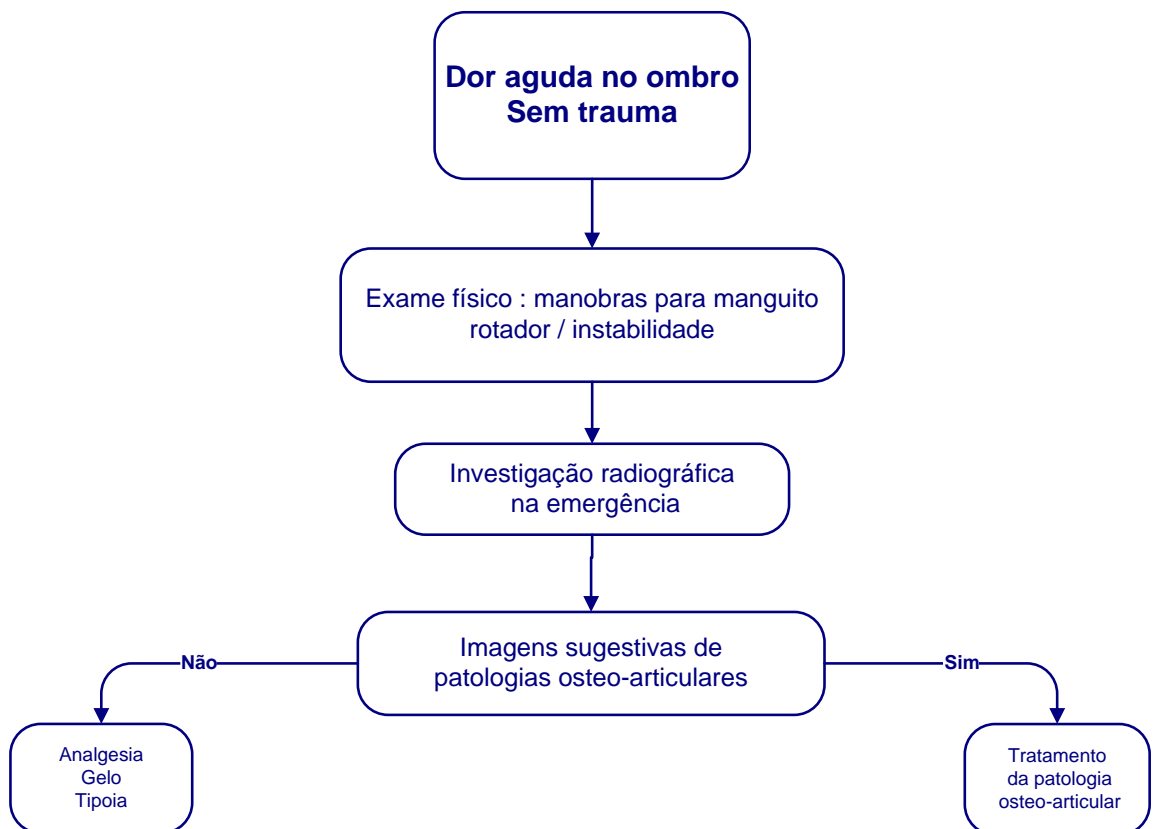 Dor aguda no ombro
Sem trauma
Exame físico : manobras para manguito
rotador / instabilidade
Investigação radiográfica
na emergência
Imagens sugestivas de
patologias osteo-articulares
Não
Sim
Analgesia
Gelo
Tipoia
Tratamento
da patologia
osteo-articular